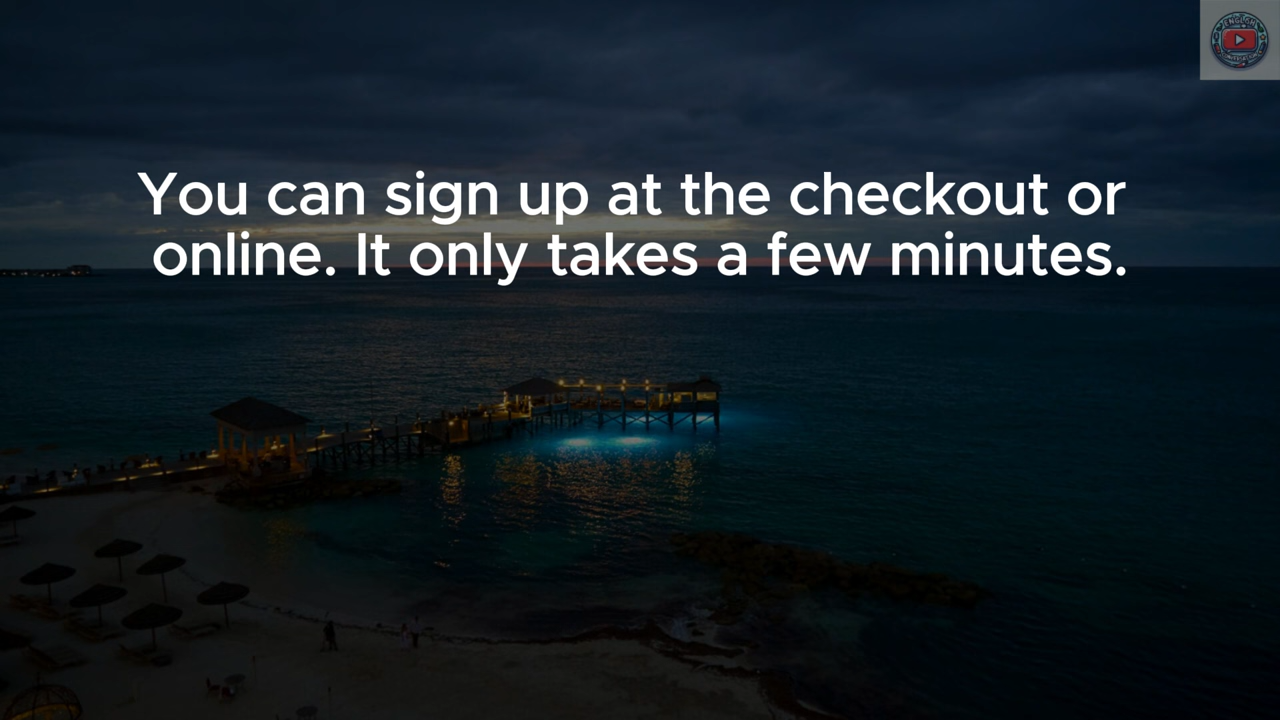 You can sign up at the checkout or
online. It only takes a few minutes.